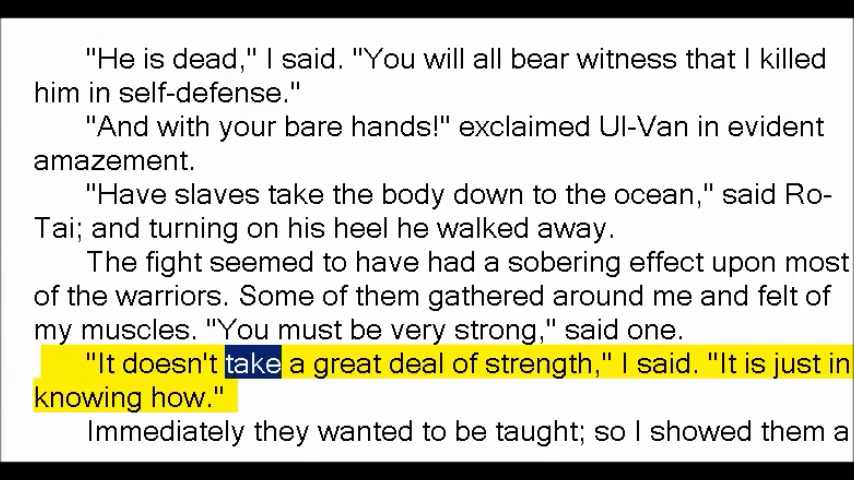 "He is dead," I said. "You will all bear witness that I killed
him in self-defense."
"And with your bare hands!" exclaimed Ul-Van in evident
amazement.
"Have slaves take the body down to the ocean," said Ro-
Tai; and turning on his heel he walked away.
The fight seemed to have had a sobering effect upon most
of the warriors. Some of them gathered around me and felt of
my muscles. "You must be very strong," said one.
"It doesn't take a great deal of strength," I said. "It is just in
knowing how."
Immediately they wanted to be taught; so I showed them a